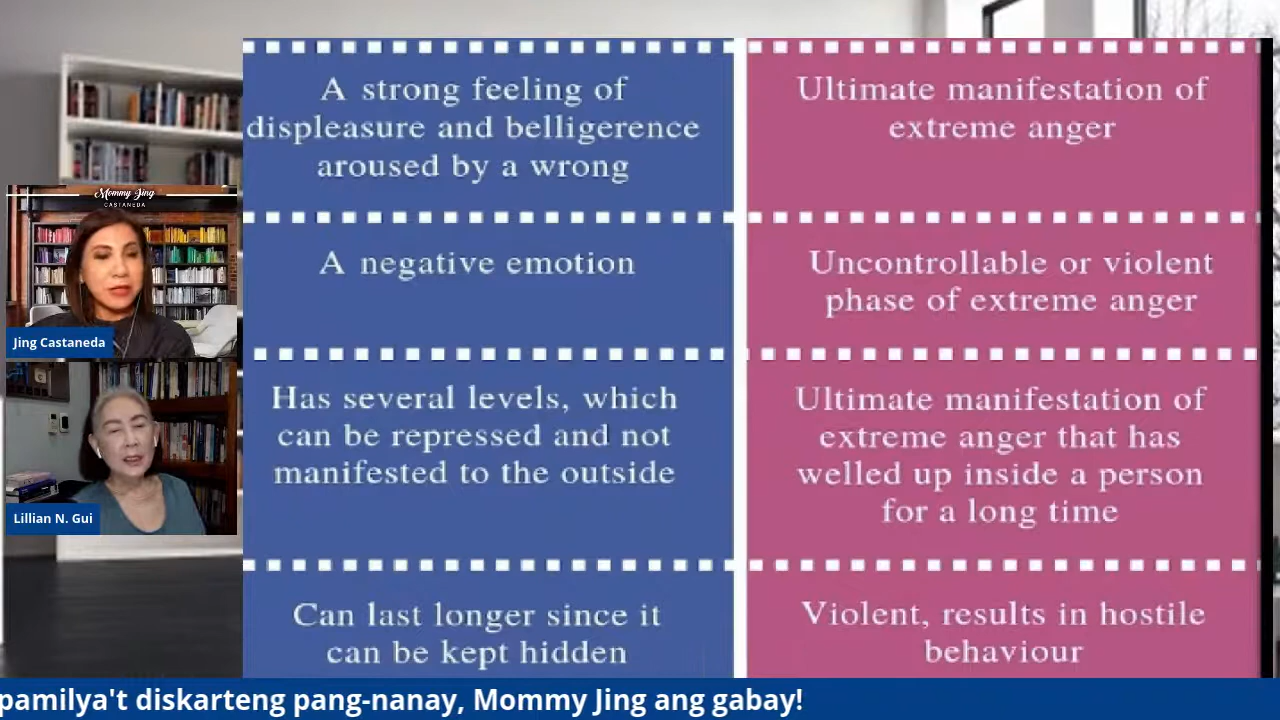 A strong feeling of
displeasure and belligerence
aroused by a wrong
Ultimate manifestation of
extreme anger
A negative emotion
Uncontrollable or violent
phase of extreme anger
Has several levels, which
can be repressed and not
manifested to the outside
Ultimate manifestation of
extreme anger that has
welled up inside a person
for a long time
Can last longer since it
can be kept hidden
Violent, results in hostile
behaviour
Mommy Jing
CASTANEDA
Jing Castaneda
Lillian N. Gui
pamilya't diskarteng pang-nanay, Mommy Jing ang gabay!